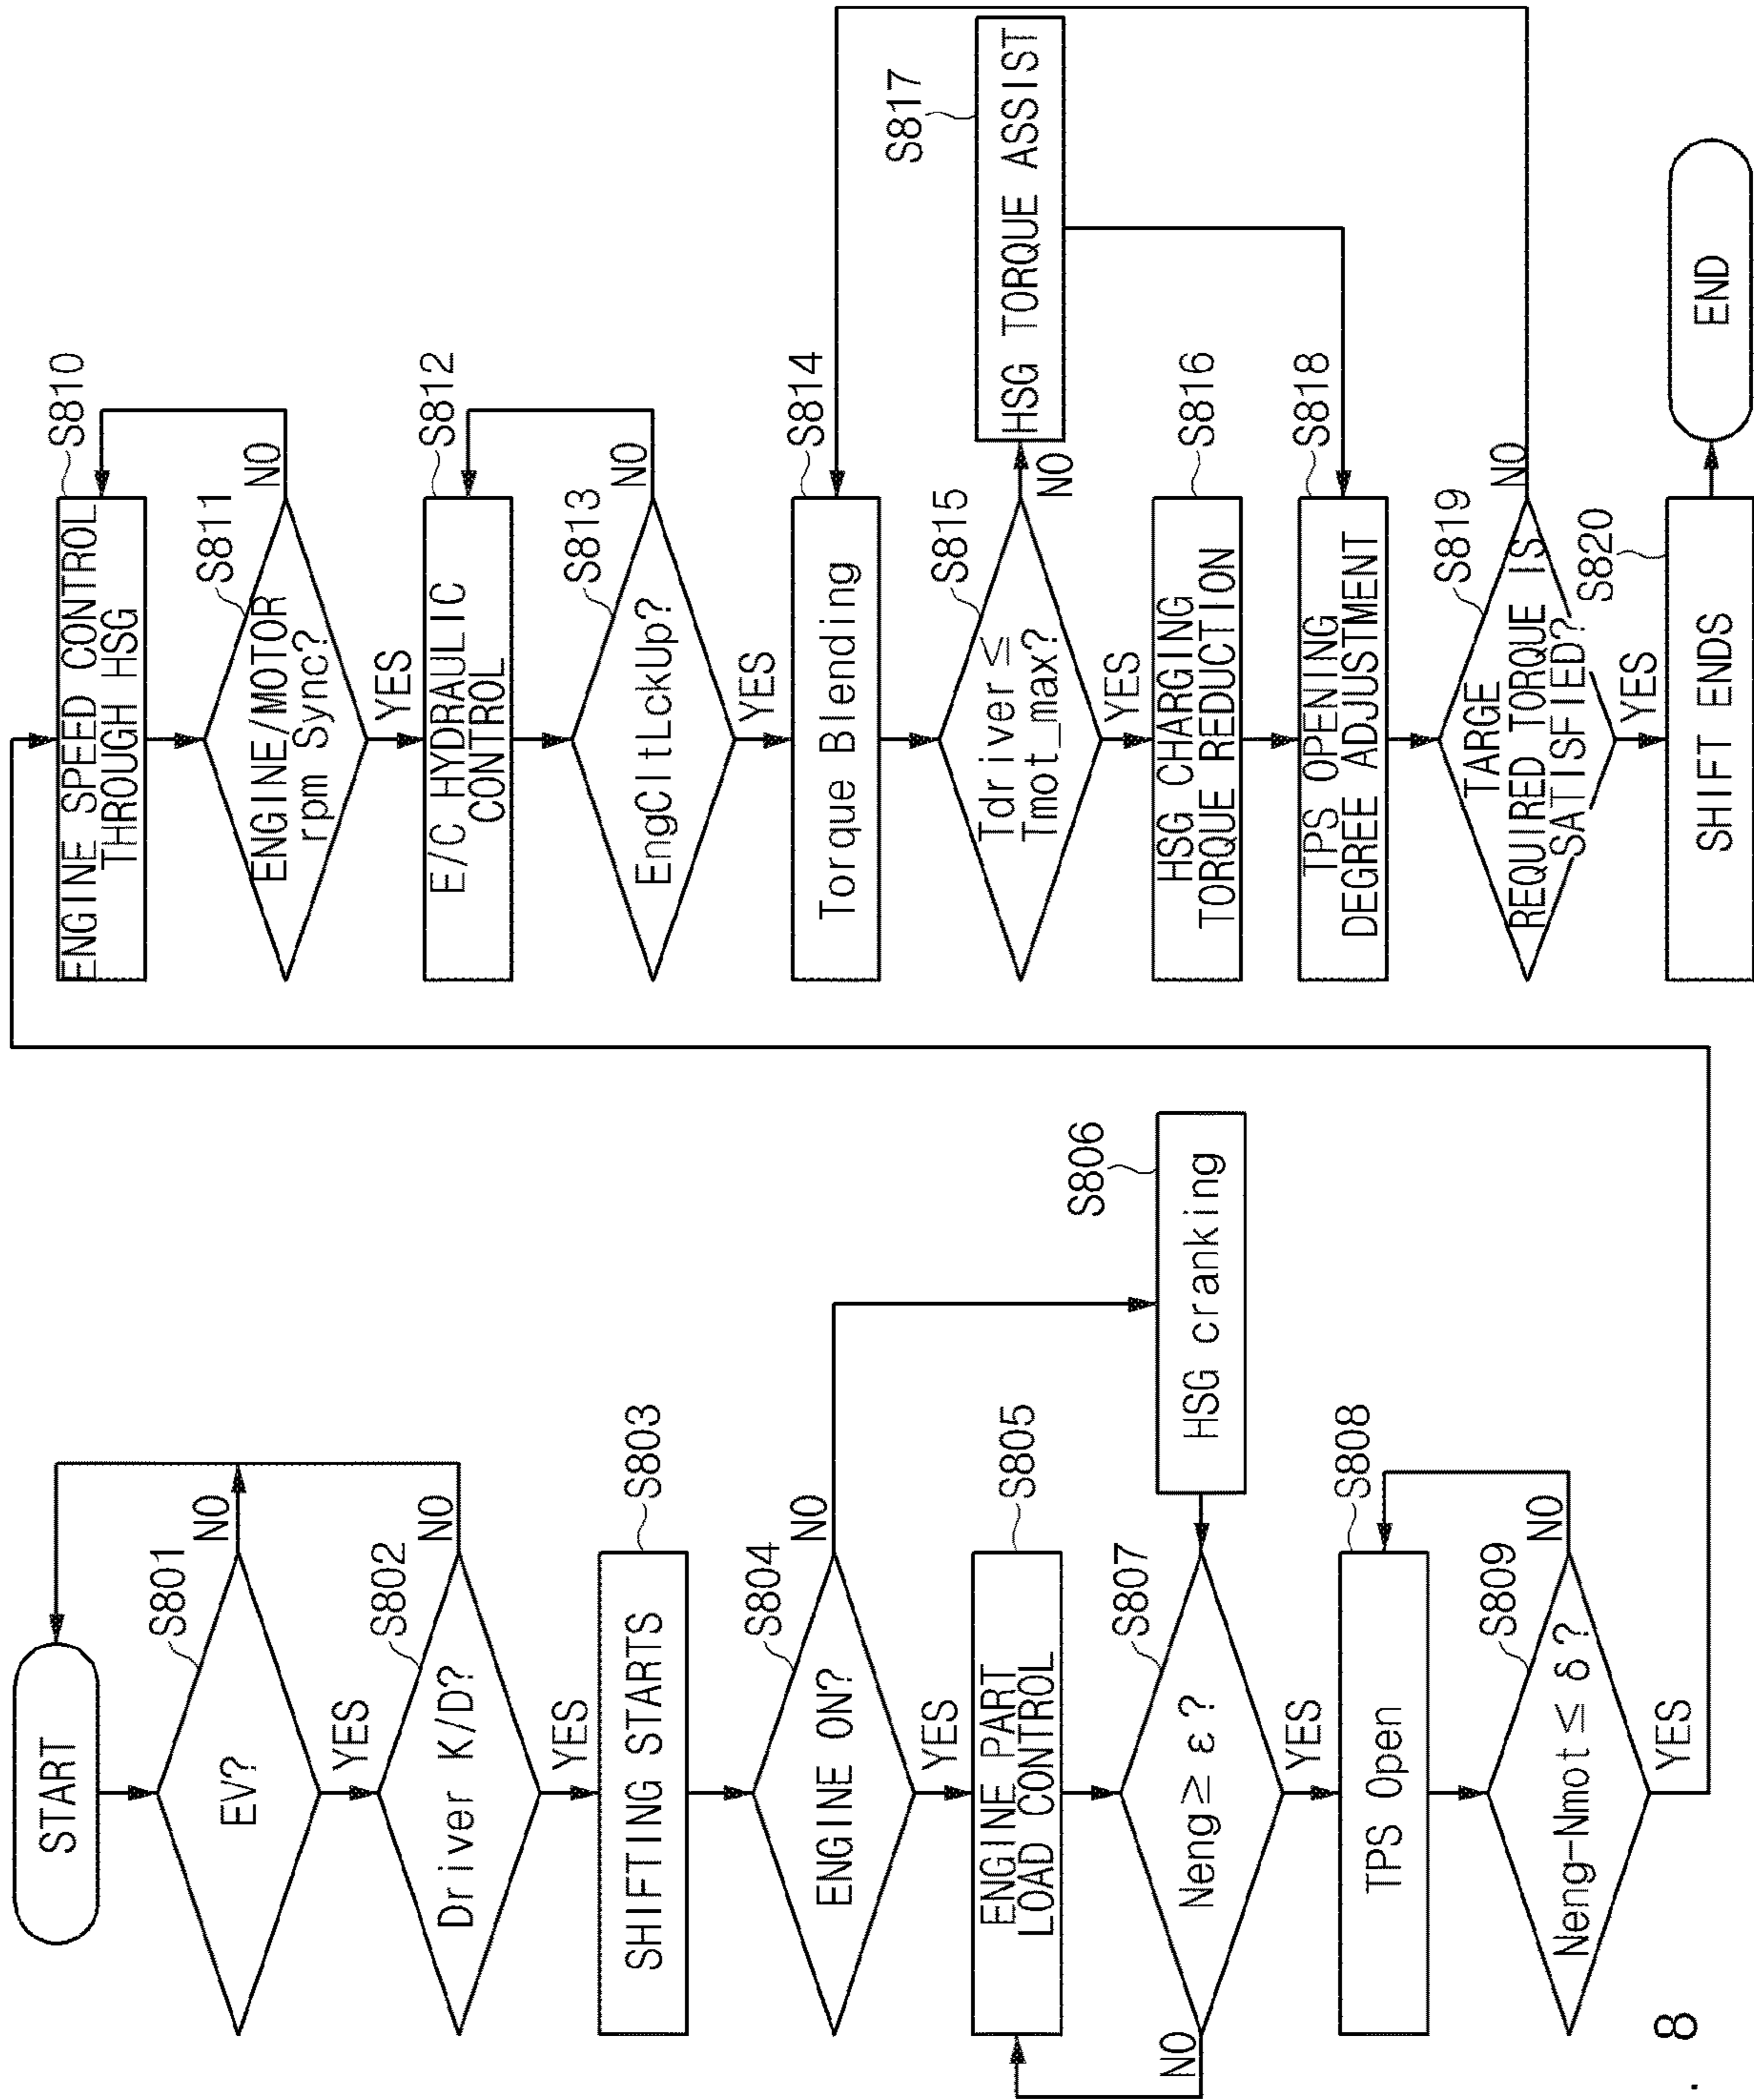 START
EV?
S801
NO
YES
Driver K/D?
S802
NO
YES
SHIFTING STARTS
S803
ENGINE ON?
S804
NO
YES
ENGINE PART
LOAD CONTROL
S805
HSG cranking
S806
Neng ≥ ε ?
S807
NO
YES
TPS Open
S808
Neng-Nmot ≤ δ ?
S809
NO
YES
ENGINE SPEED CONTROL
THROUGH HSG
S810
ENGINE/MOTOR
rpm Sync?
S811
NO
YES
E/C HYDRAULIC
CONTROL
S812
EngCltLckUp?
S813
NO
YES
Torque Blending
S814
Tdriver ≤
Tmot_max?
S815
NO
YES
HSG CHARGING
TORQUE REDUCTION
S816
HSG TORQUE ASSIST
S817
TPS OPENING
DEGREE ADJUSTMENT
S818
TARGE
REQUIRED TORQUE IS
SATISFIED?
S819
NO
YES
SHIFT ENDS
S820
END
. 8